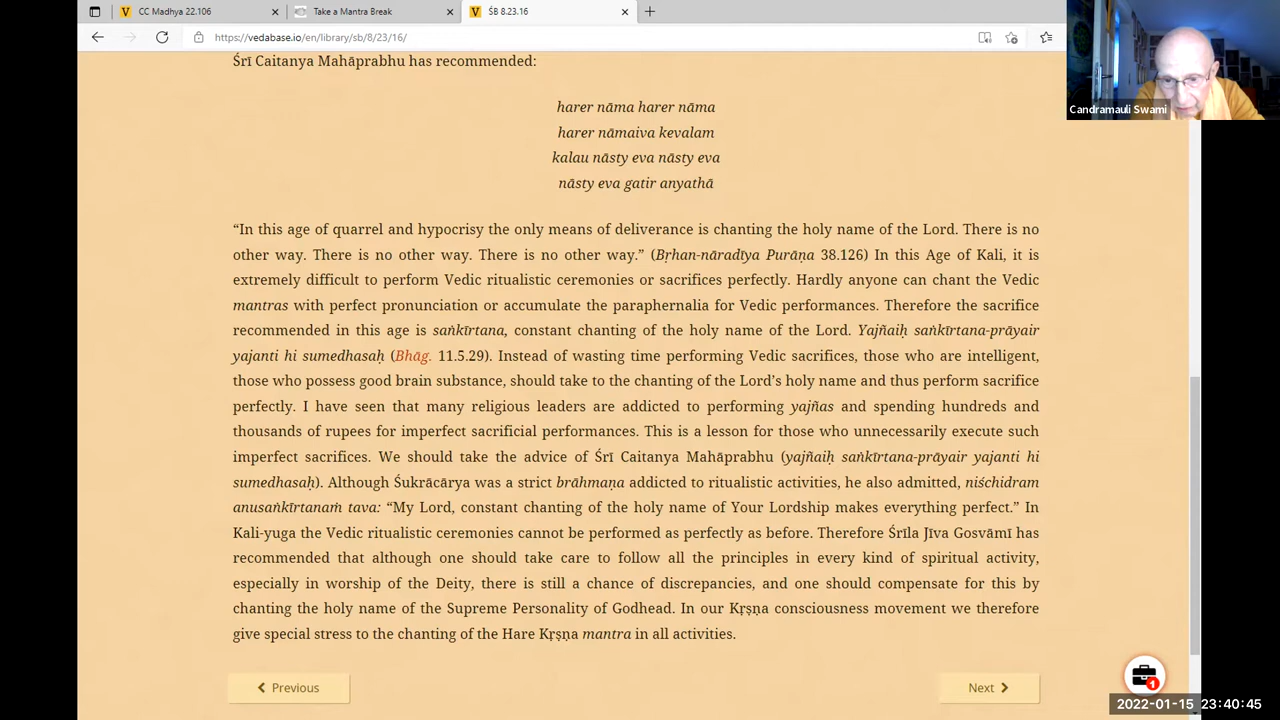 CC Madhya 22.106
Take a Mantra Break
ŚB 8.23.16
https://vedabase.io/en/library/sb/8/23/16/
Candramauli Swami
Śrī Caitanya Mahāprabhu has recommended:
harer nāma harer nāma
harer nāmaiva kevalam
kalau nāsty eva nāsty eva
nāsty eva gatir anyathā
“In this age of quarrel and hypocrisy the only means of deliverance is chanting the holy name of the Lord. There is no
other way. There is no other way. There is no other way.” (Bṛhan-nāradīya Purāṇa 38.126) In this Age of Kali, it is
extremely difficult to perform Vedic ritualistic ceremonies or sacrifices perfectly. Hardly anyone can chant the Vedic
mantras with perfect pronunciation or accumulate the paraphernalia for Vedic performances. Therefore the sacrifice
recommended in this age is saṅkīrtana, constant chanting of the holy name of the Lord. Yajñaiḥ saṅkīrtana-prāyair
yajanti hi sumedhasaḥ (Bhāg. 11.5.29). Instead of wasting time performing Vedic sacrifices, those who are intelligent,
those who possess good brain substance, should take to the chanting of the Lord’s holy name and thus perform sacrifice
perfectly. I have seen that many religious leaders are addicted to performing yajñas and spending hundreds and
thousands of rupees for imperfect sacrificial performances. This is a lesson for those who unnecessarily execute such
imperfect sacrifices. We should take the advice of Śrī Caitanya Mahāprabhu (yajñaiḥ saṅkīrtana-prāyair yajanti hi
sumedhasaḥ). Although Śukrācārya was a strict brāhmaṇa addicted to ritualistic activities, he also admitted, niśchidram
anusaṅkīrtanaṁ tava: “My Lord, constant chanting of the holy name of Your Lordship makes everything perfect.” In
Kali-yuga the Vedic ritualistic ceremonies cannot be performed as perfectly as before. Therefore Śrīla Jīva Gosvāmī has
recommended that although one should take care to follow all the principles in every kind of spiritual activity,
especially in worship of the Deity, there is still a chance of discrepancies, and one should compensate for this by
chanting the holy name of the Supreme Personality of Godhead. In our Kṛṣṇa consciousness movement we therefore
give special stress to the chanting of the Hare Kṛṣṇa mantra in all activities.
Previous
Next
1
2022-01-15 23:40:45